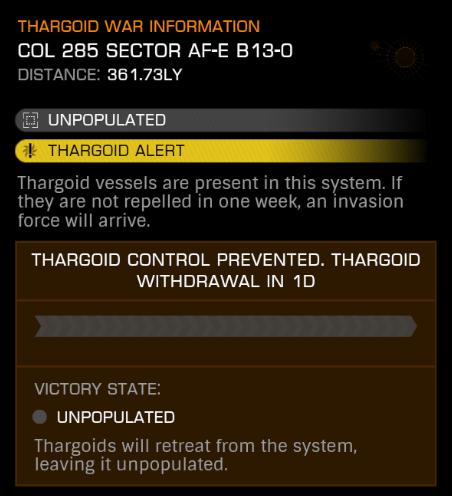 THARGOID WAR INFORMATION
COL 285 SECTOR AF-E B13-0
DISTANCE: 361.73LY
UNPOPULATED
THARGOID ALERT
Thargoid vessels are present in this system. If
they are not repelled in one week, an invasion
force will arrive.
THARGOID CONTROL PREVENTED. THARGOID
WITHDRAWAL IN 1D
VICTORY STATE:
UNPOPULATED
Thargoids will retreat from the system,
leaving it unpopulated.